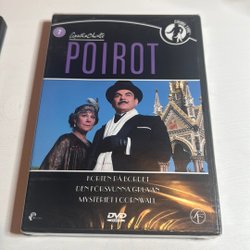 7
Agatha Christie
POIROT
KORTEN PÅ BORDET
DEN FÖRSVUNNA GRUVAN
MYSTERIET I CORNWALL
DVD